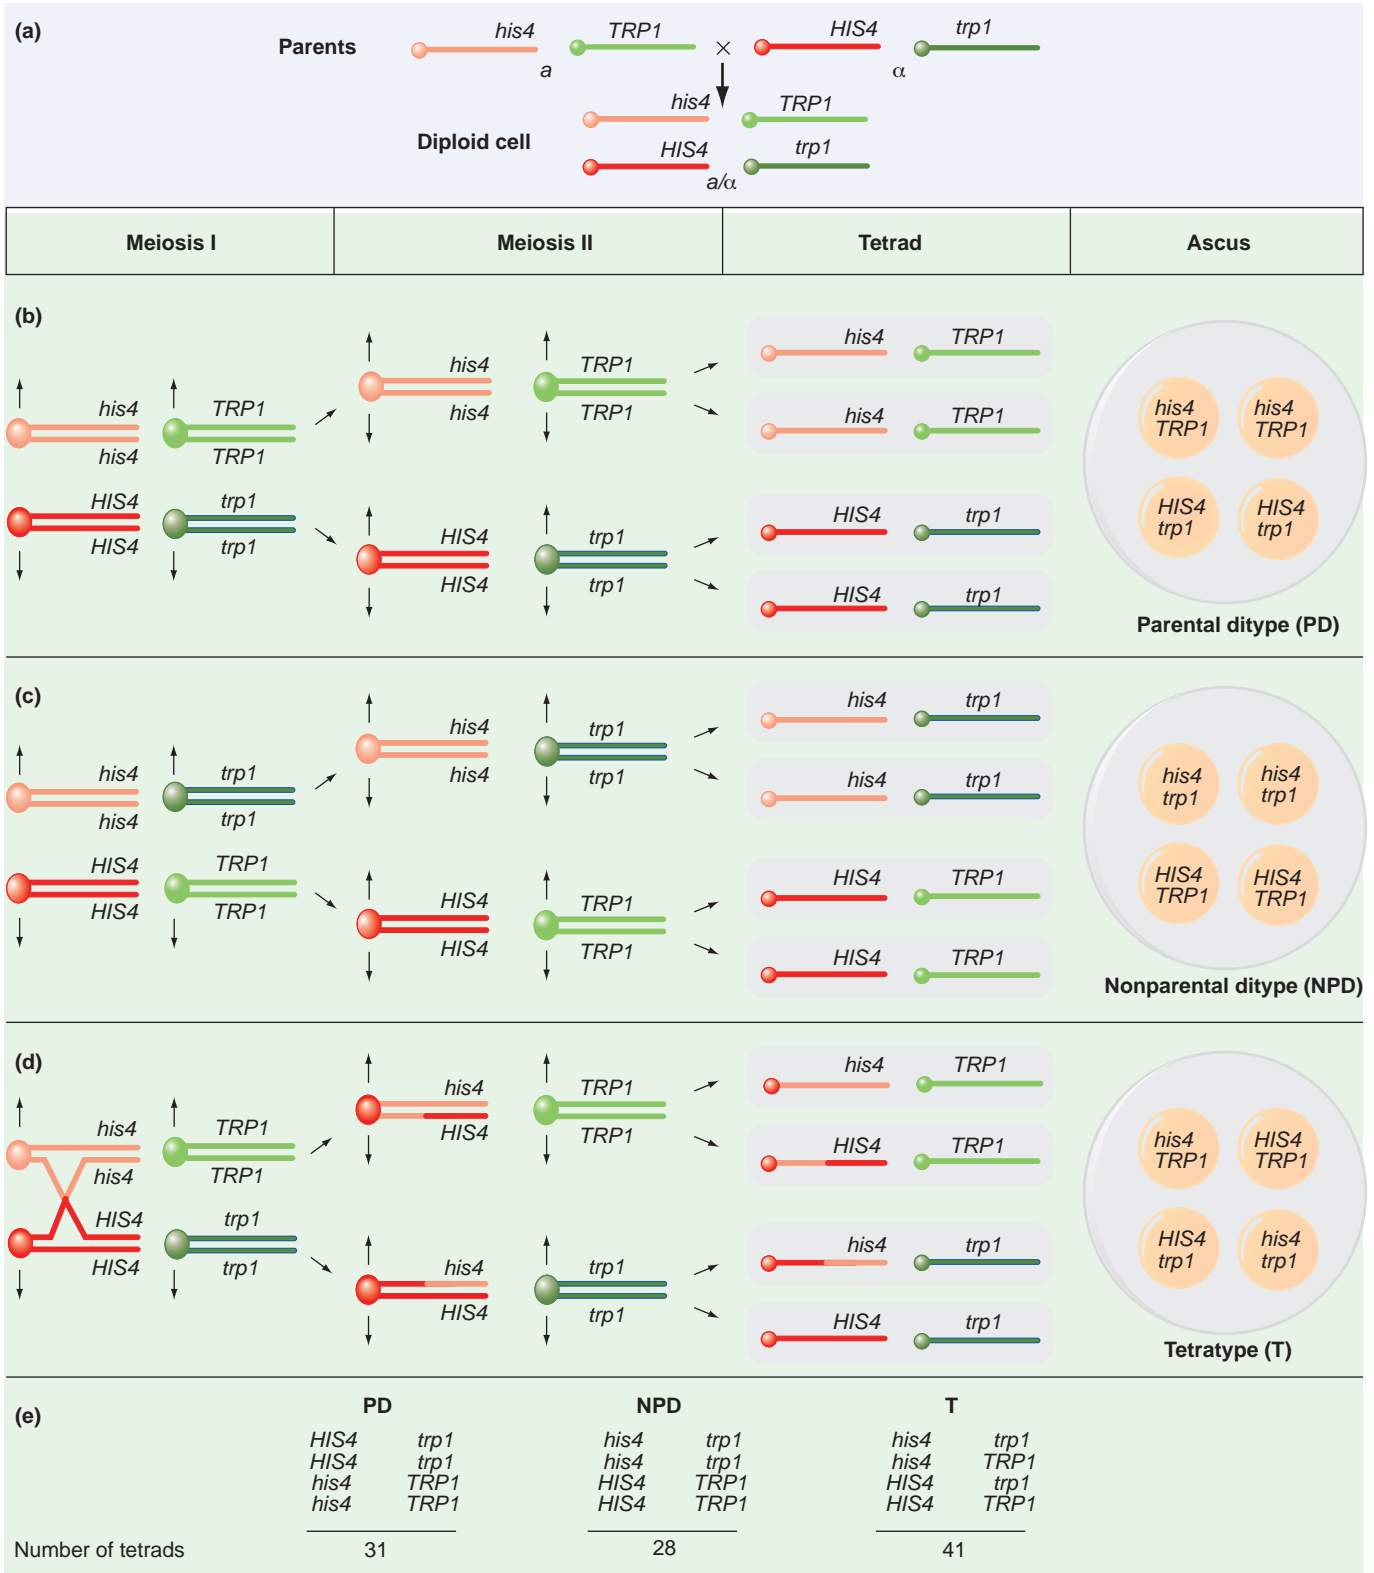 (a)
Parents
his4 TRP1 × HIS4 trp1
a α
his4 TRP1
Diploid cell
HIS4 trp1
a/α
Meiosis I Meiosis II Tetrad Ascus
(b)
his4 TRP1
his4 TRP1
HIS4 trp1
HIS4 trp1
his4 TRP1
his4 TRP1
HIS4 trp1
HIS4 trp1
his4 TRP1
his4 TRP1
HIS4 trp1
HIS4 trp1
his4 his4
TRP1 TRP1
HIS4 HIS4
trp1 trp1
Parental ditype (PD)
(c)
his4 trp1
his4 trp1
HIS4 TRP1
HIS4 TRP1
his4 trp1
his4 trp1
HIS4 TRP1
HIS4 TRP1
his4 trp1
his4 trp1
HIS4 TRP1
HIS4 TRP1
his4 his4
trp1 trp1
HIS4 HIS4
TRP1 TRP1
Nonparental ditype (NPD)
(d)
his4 TRP1
his4 TRP1
HIS4 trp1
HIS4 trp1
his4 TRP1
HIS4 TRP1
his4 trp1
HIS4 trp1
his4 TRP1
HIS4 TRP1
his4 trp1
HIS4 trp1
his4 HIS4
TRP1 TRP1
HIS4 his4
trp1 trp1
Tetratype (T)
(e)
PD NPD T
HIS4 trp1 his4 trp1 his4 trp1
HIS4 trp1 his4 trp1 his4 TRP1
his4 TRP1 HIS4 TRP1 HIS4 trp1
his4 TRP1 HIS4 TRP1 HIS4 TRP1
Number of tetrads 31 28 41